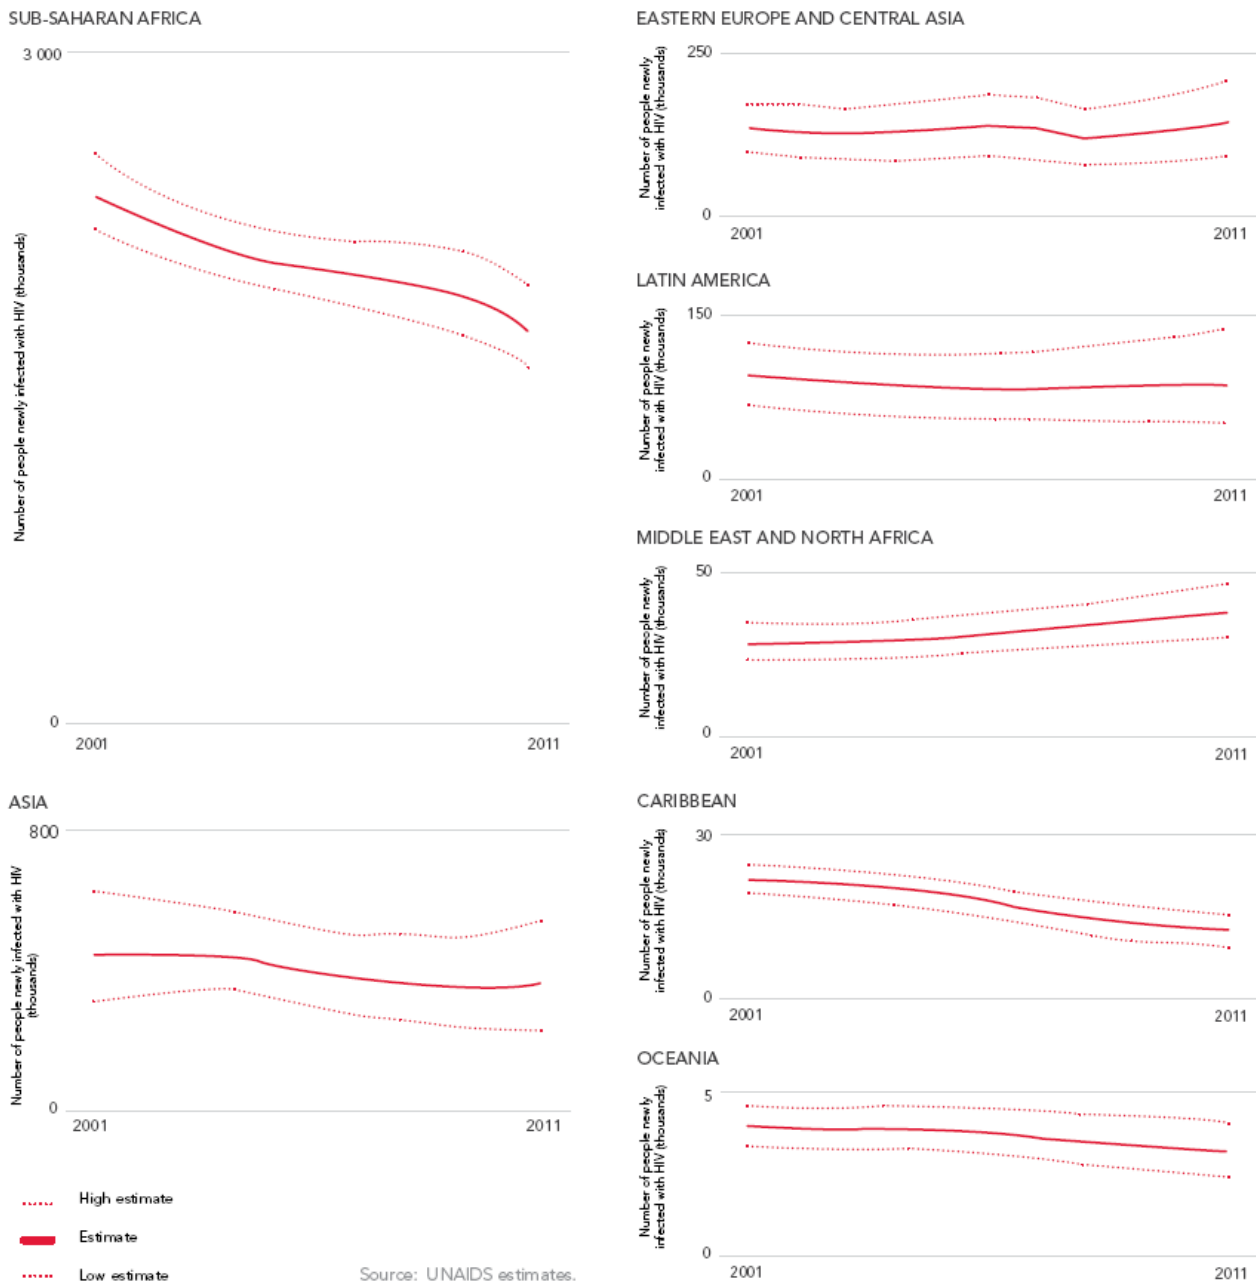 SUB-SAHARAN AFRICA
3 000
Number of people newly infected with HIV (thousands)
0
2001
2011
ASIA
800
Number of people newly infected with HIV
(thousands)
0
2001
2011
High estimate
Estimate
Low estimate
Source: UNAIDS estimates.
EASTERN EUROPE AND CENTRAL ASIA
250
Number of people newly
infected with HIV (thousands)
0
2001
2011
LATIN AMERICA
150
Number of people newly
infected with HIV (thousands)
0
2001
2011
MIDDLE EAST AND NORTH AFRICA
50
Number of people newly
infected with HIV (thousands)
0
2001
2011
CARIBBEAN
30
Number of people newly
infected with HIV (thousands)
0
2001
2011
OCEANIA
5
Number of people newly
infected with HIV (thousands)
0
2001
2011